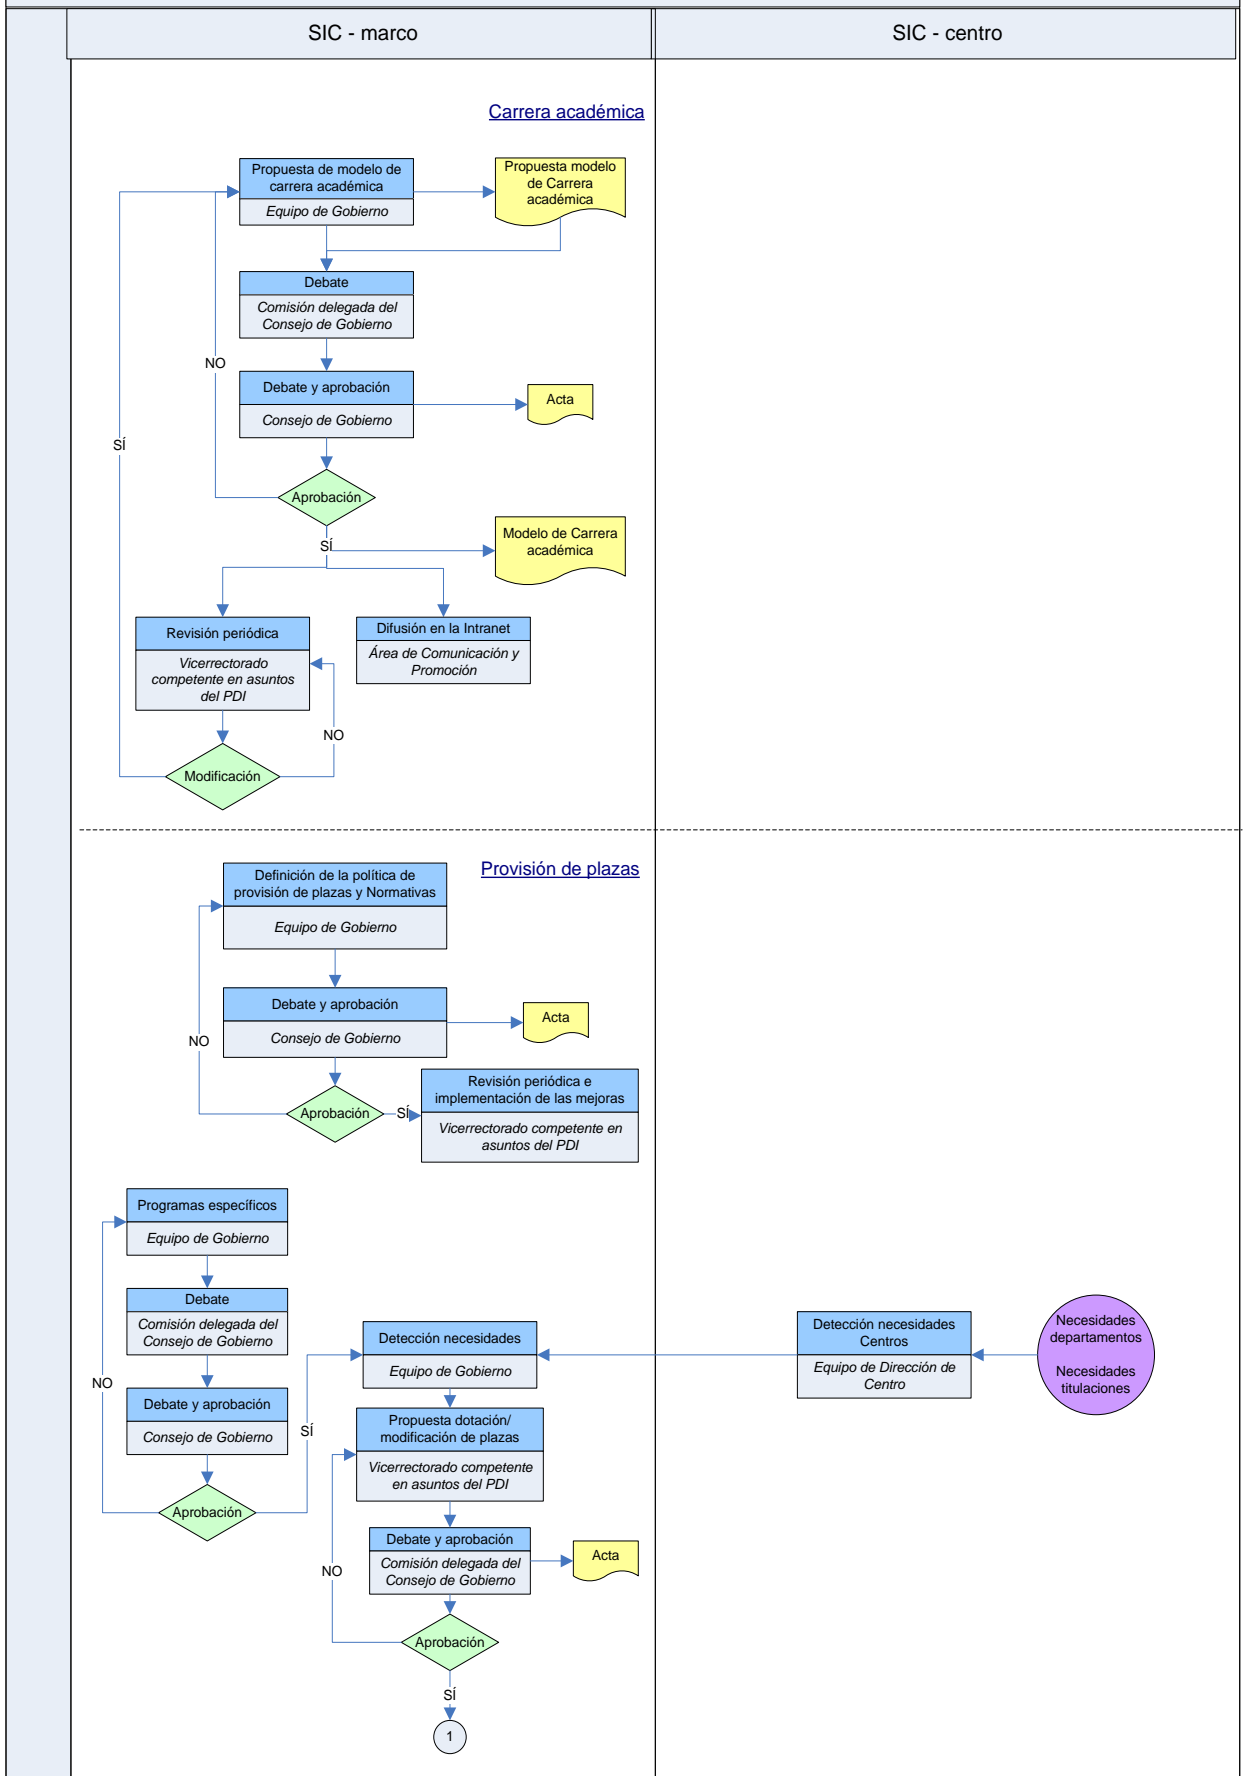 SIC - marco
SIC - centro
Carrera académica
Propuesta de modelo de
carrera académica
Equipo de Gobierno
Propuesta modelo
de Carrera
académica
Debate
Comisión delegada del
Consejo de Gobierno
NO
Debate y aprobación
Consejo de Gobierno
Acta
SÍ
Aprobación
SÍ
Modelo de Carrera
académica
Revisión periódica
Vicerrectorado
competente en asuntos
del PDI
Difusión en la Intranet
Área de Comunicación y
Promoción
NO
Modificación
Provisión de plazas
Definición de la política de
provisión de plazas y Normativas
Equipo de Gobierno
Debate y aprobación
Consejo de Gobierno
Acta
NO
Aprobación
SÍ
Revisión periódica e
implementación de las mejoras
Vicerrectorado competente en
asuntos del PDI
Programas específicos
Equipo de Gobierno
Debate
Comisión delegada del
Consejo de Gobierno
NO
Debate y aprobación
Consejo de Gobierno
SÍ
Aprobación
Detección necesidades
Equipo de Gobierno
Detección necesidades
Centros
Equipo de Dirección de
Centro
Necesidades
departamentos
Necesidades
titulaciones
Propuesta dotación/
modificación de plazas
Vicerrectorado competente
en asuntos del PDI
Debate y aprobación
Comisión delegada del
Consejo de Gobierno
Acta
NO
Aprobación
SÍ
1